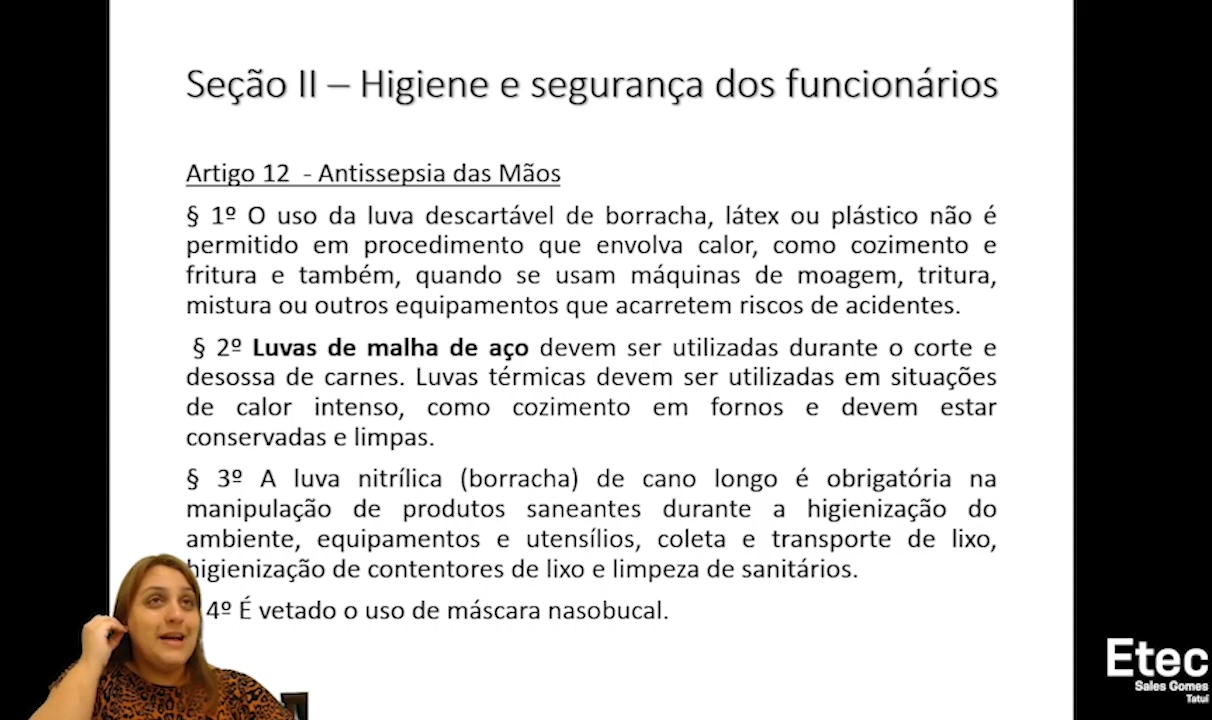 Seção II – Higiene e segurança dos funcionários
Artigo 12  - Antissepsia das Mãos
§ 1º O uso da luva descartável de borracha, látex ou plástico não é
permitido em procedimento que envolva calor, como cozimento e
fritura e também, quando se usam máquinas de moagem, tritura,
mistura ou outros equipamentos que acarretem riscos de acidentes.
§ 2º Luvas de malha de aço devem ser utilizadas durante o corte e
desossa de carnes. Luvas térmicas devem ser utilizadas em situações
de calor intenso, como cozimento em fornos e devem estar
conservadas e limpas.
§ 3º A luva nitrílica (borracha) de cano longo é obrigatória na
manipulação de produtos saneantes durante a higienização do
ambiente, equipamentos e utensílios, coleta e transporte de lixo,
higienização de contentores de lixo e limpeza de sanitários.
4º É vetado o uso de máscara nasobucal.
Etec
Sales Gomes
Tatuí